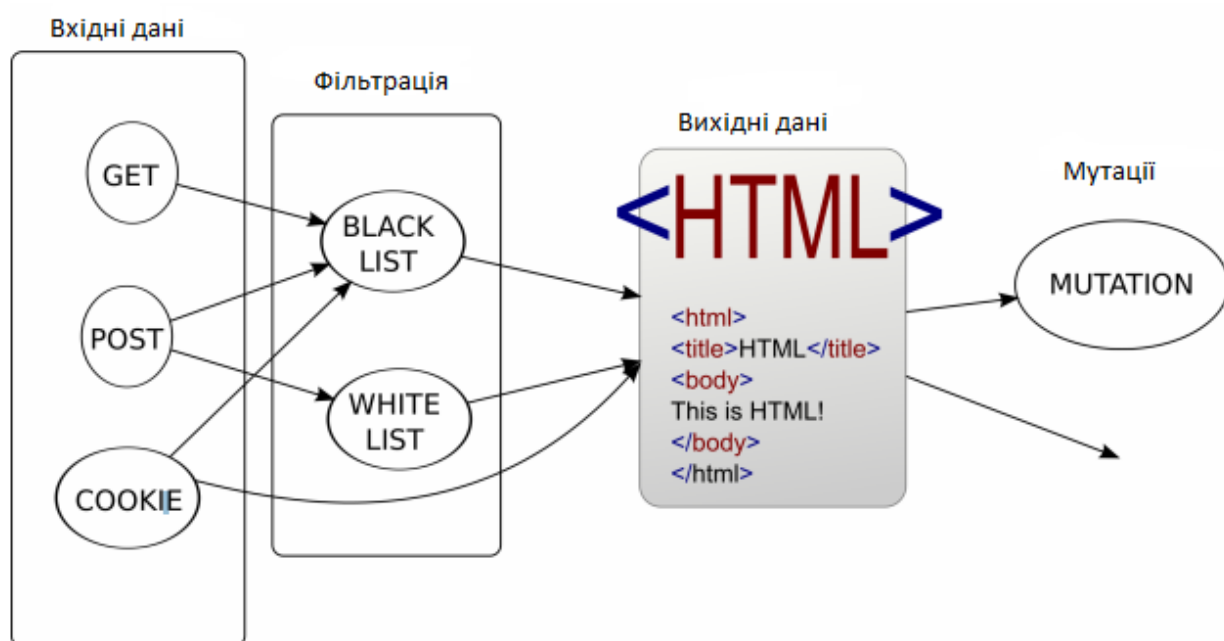 Вхідні дані
Фільтрація
Вихідні дані
Мутації
GET
POST
COOKIE
BLACK
LIST
WHITE
LIST
<HTML>
<html>
<title>HTML</title>
<body>
This is HTML!
</body>
</html>
MUTATION